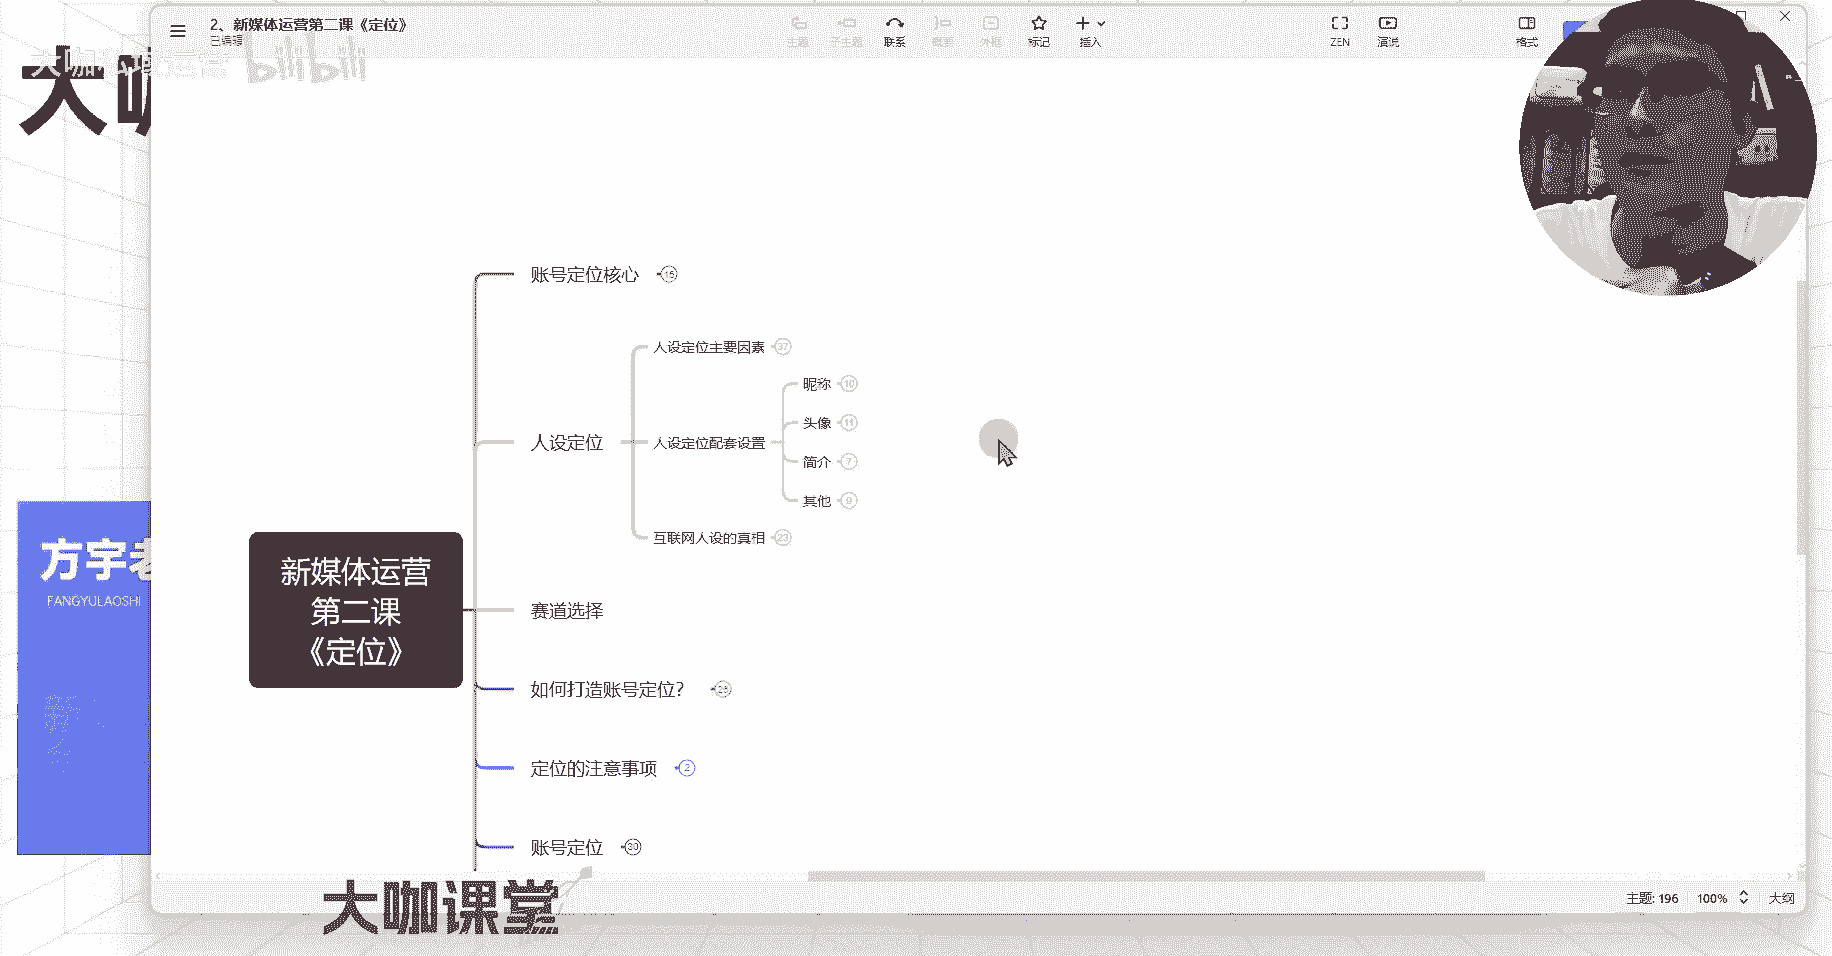 2、新媒体运营第二课《定位》
已编辑
主题
子主题
联系
概要
外框
标记
插入
ZEN
演说
格式
大咖私域运营 bilibili
大咖
账号定位核心 15
人设定位主要因素 37
昵称 10
头像 11
人设定位
人设定位配套设置
简介 7
其他 9
互联网人设的真相 23
方宇老
FANGYULAOSHI
新媒体运营
第二课
《定位》
赛道选择
如何打造账号定位?
定位的注意事项 2
账号定位 30
大咖课堂
主题: 196
100%
大纲